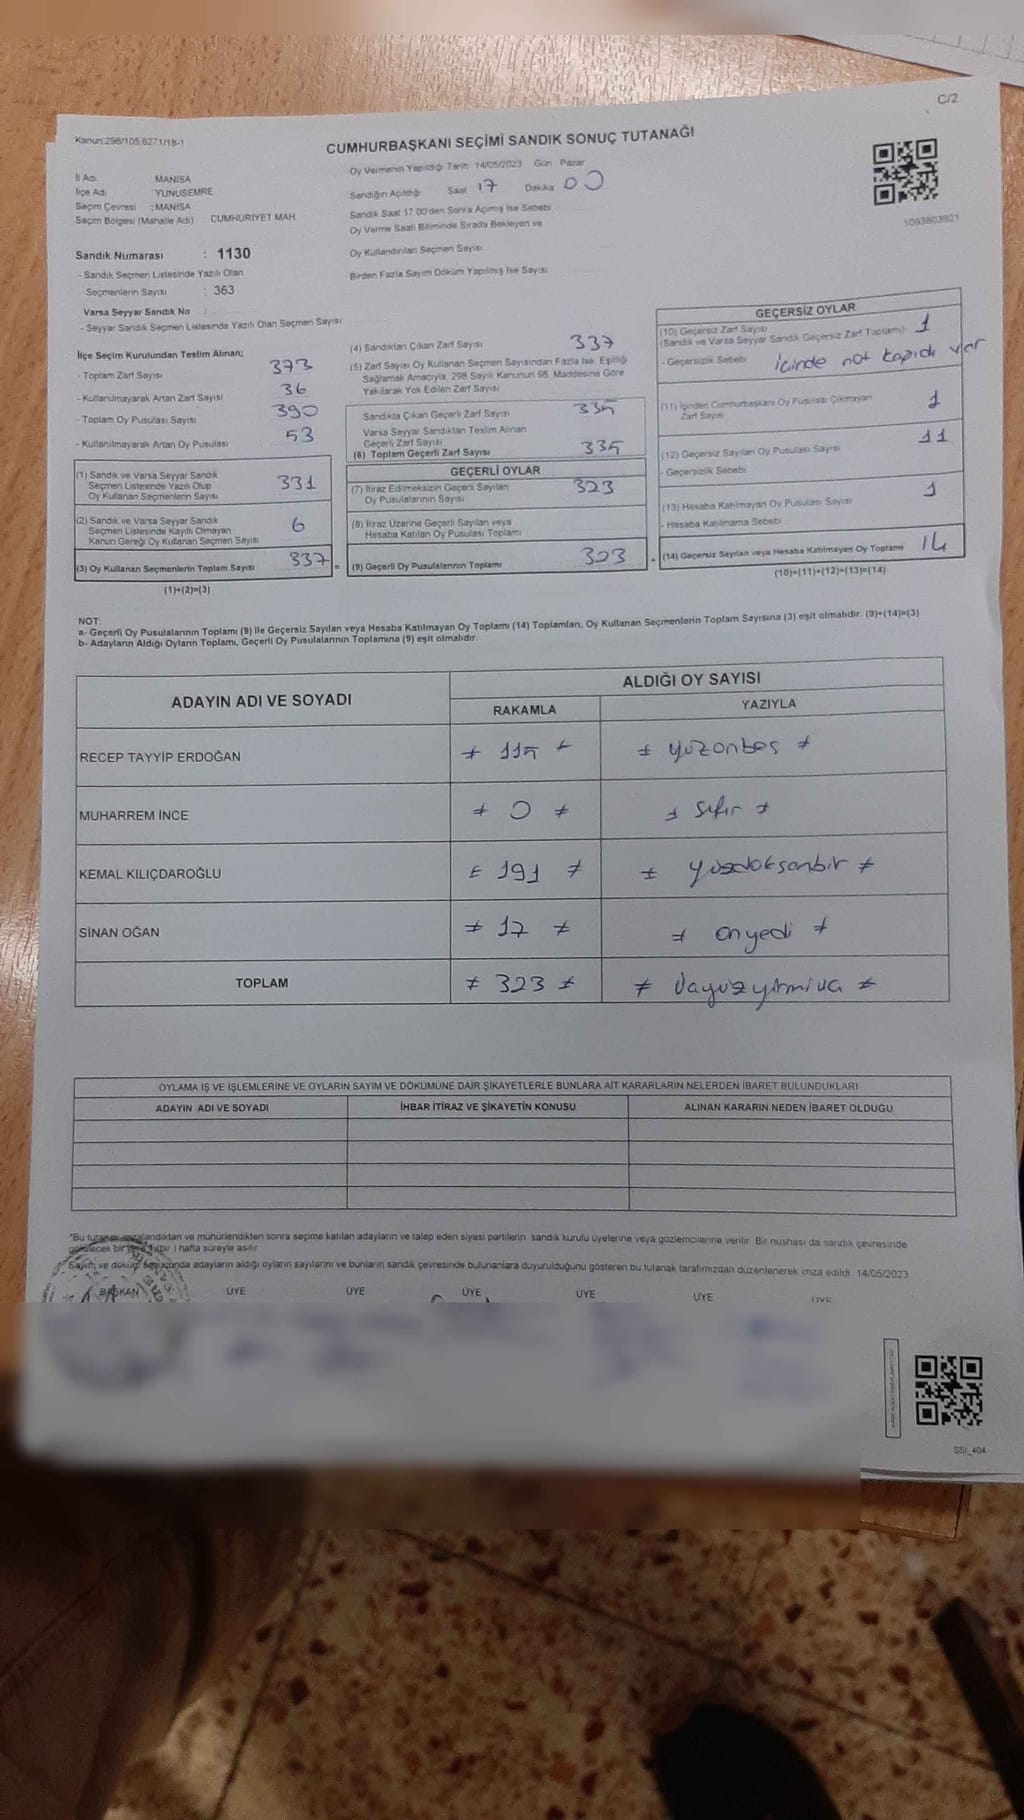 C/2
Kanun:298/105,6271/18-1
CUMHURBAŞKANI SEÇİMİ SANDIK SONUÇ TUTANAĞI
İl Adı MANİSA
İlçe Adı YUNUSEMRE
Seçim Çevresi :MANİSA
Seçim Bölgesi (Mahalle Adı) CUMHURİYET MAH
Oy Vermenin Yapıldığı Tarih 14/05/2023 Gün Pazar
Sandığın Açıldığı Saat 17 Dakika 00
Sandık Saat 17.00'den Sonra Açılmış İse Sebebi
Oy Verme Saati Bitiminde Sırada Bekleyen ve
Oy Kullandırılan Seçmen Sayısı
Birden Fazla Sayım Döküm Yapılmış İse Sayısı
1093803921
Sandık Numarası : 1130
- Sandık Seçmen Listesinde Yazılı Olan
Seçmenlerin Sayısı : 363
Varsa Seyyar Sandık No
- Seyyar Sandık Seçmen Listesinde Yazılı Olan Seçmen Sayısı
İlçe Seçim Kurulundan Teslim Alınan;
- Toplam Zarf Sayısı 373
- Kullanılmayarak Artan Zarf Sayısı 36
- Toplam Oy Pusulası Sayısı 390
- Kullanılmayarak Artan Oy Pusulası 53
(1) Sandık ve Varsa Seyyar Sandık
Seçmen Listesinde Yazılı Olup
Oy Kullanan Seçmenlerin Sayısı 331
(2) Sandık ve Varsa Seyyar Sandık
Seçmen Listesinde Kayıtlı Olmayan
Kanun Gereği Oy Kullanan Seçmen Sayısı 6
(3) Oy Kullanan Seçmenlerin Toplam Sayısı 337 =
(1)+(2)=(3)
(4) Sandıktan Çıkan Zarf Sayısı 337
(5) Zarf Sayısı Oy Kullanan Seçmen Sayısından Fazla İse, Eşitliği
Sağlamak Amacıyla, 298 Sayılı Kanunun 98. Maddesine Göre
Yakılarak Yok Edilen Zarf Sayısı
Sandıkta Çıkan Geçerli Zarf Sayısı 335
Varsa Seyyar Sandıktan Teslim Alınan
Geçerli Zarf Sayısı
(6) Toplam Geçerli Zarf Sayısı 335
GEÇERLİ OYLAR
(7) İtiraz Edilmeksizin Geçerli Sayılan
Oy Pusulalarının Sayısı 323
(8) İtiraz Üzerine Geçerli Sayılan veya
Hesaba Katılan Oy Pusulası Toplamı
(9) Geçerli Oy Pusulalarının Toplamı 323 +
GEÇERSİZ OYLAR
(10) Geçersiz Zarf Sayısı
(Sandık ve Varsa Seyyar Sandık Geçersiz Zarf Toplamı) 1
- Geçersizlik Sebebi içinde not kağıdı var
(11) İçinden Cumhurbaşkanı Oy Pusulası Çıkmayan
Zarf Sayısı 1
(12) Geçersiz Sayılan Oy Pusulası Sayısı 11
- Geçersizlik Sebebi
(13) Hesaba Katılmayan Oy Pusulası Sayısı 1
- Hesaba Katılmama Sebebi
(14) Geçersiz Sayılan veya Hesaba Katılmayan Oy Toplamı 14
(10)+(11)+(12)+(13)=(14)
NOT:
a- Geçerli Oy Pusulalarının Toplamı (9) ile Geçersiz Sayılan veya Hesaba Katılmayan Oy Toplamı (14) Toplamları, Oy Kullanan Seçmenlerin Toplam Sayısına (3) eşit olmalıdır. (9)+(14)=(3)
b- Adayların Aldığı Oyların Toplamı, Geçerli Oy Pusulalarının Toplamına (9) eşit olmalıdır.
ADAYIN ADI VE SOYADI ALDIĞI OY SAYISI
RAKAMLA YAZIYLA
RECEP TAYYİP ERDOĞAN ≠ 115 ≠ ≠ yüzonbeş ≠
MUHARREM İNCE ≠ 0 ≠ ≠ sıfır ≠
KEMAL KILIÇDAROĞLU ≠ 191 ≠ ≠ yüzdoksanbir ≠
SİNAN OĞAN ≠ 17 ≠ ≠ onyedi ≠
TOPLAM ≠ 323 ≠ ≠ üçyüzyirmiüç ≠
OYLAMA İŞ VE İŞLEMLERİNE VE OYLARIN SAYIM VE DÖKÜMÜNE DAİR ŞİKAYETLERLE BUNLARA AİT KARARLARIN NELERDEN İBARET BULUNDUKLARI
ADAYIN ADI VE SOYADI İHBAR İTİRAZ VE ŞİKAYETİN KONUSU ALINAN KARARIN NEDEN İBARET OLDUĞU
*Bu tutanak imzalandıktan ve mühürlendikten sonra seçime katılan adayların ve talep eden siyasi partilerin sandık kurulu üyelerine veya gözlemcilerine verilir. Bir nushası da sandık çevresinde
görülecek bir yere 1 (bir) hafta süreyle asılır
Sayım ve döküm sonucunda adayların aldığı oyların sayılarını ve bunların sandık çevresinde bulunanlara duyurulduğunu gösteren bu tutanak tarafımızdan düzenlenerek imza edildi. 14/05/2023
BAŞKAN ÜYE ÜYE ÜYE ÜYE ÜYE ÜYE
SSI_404